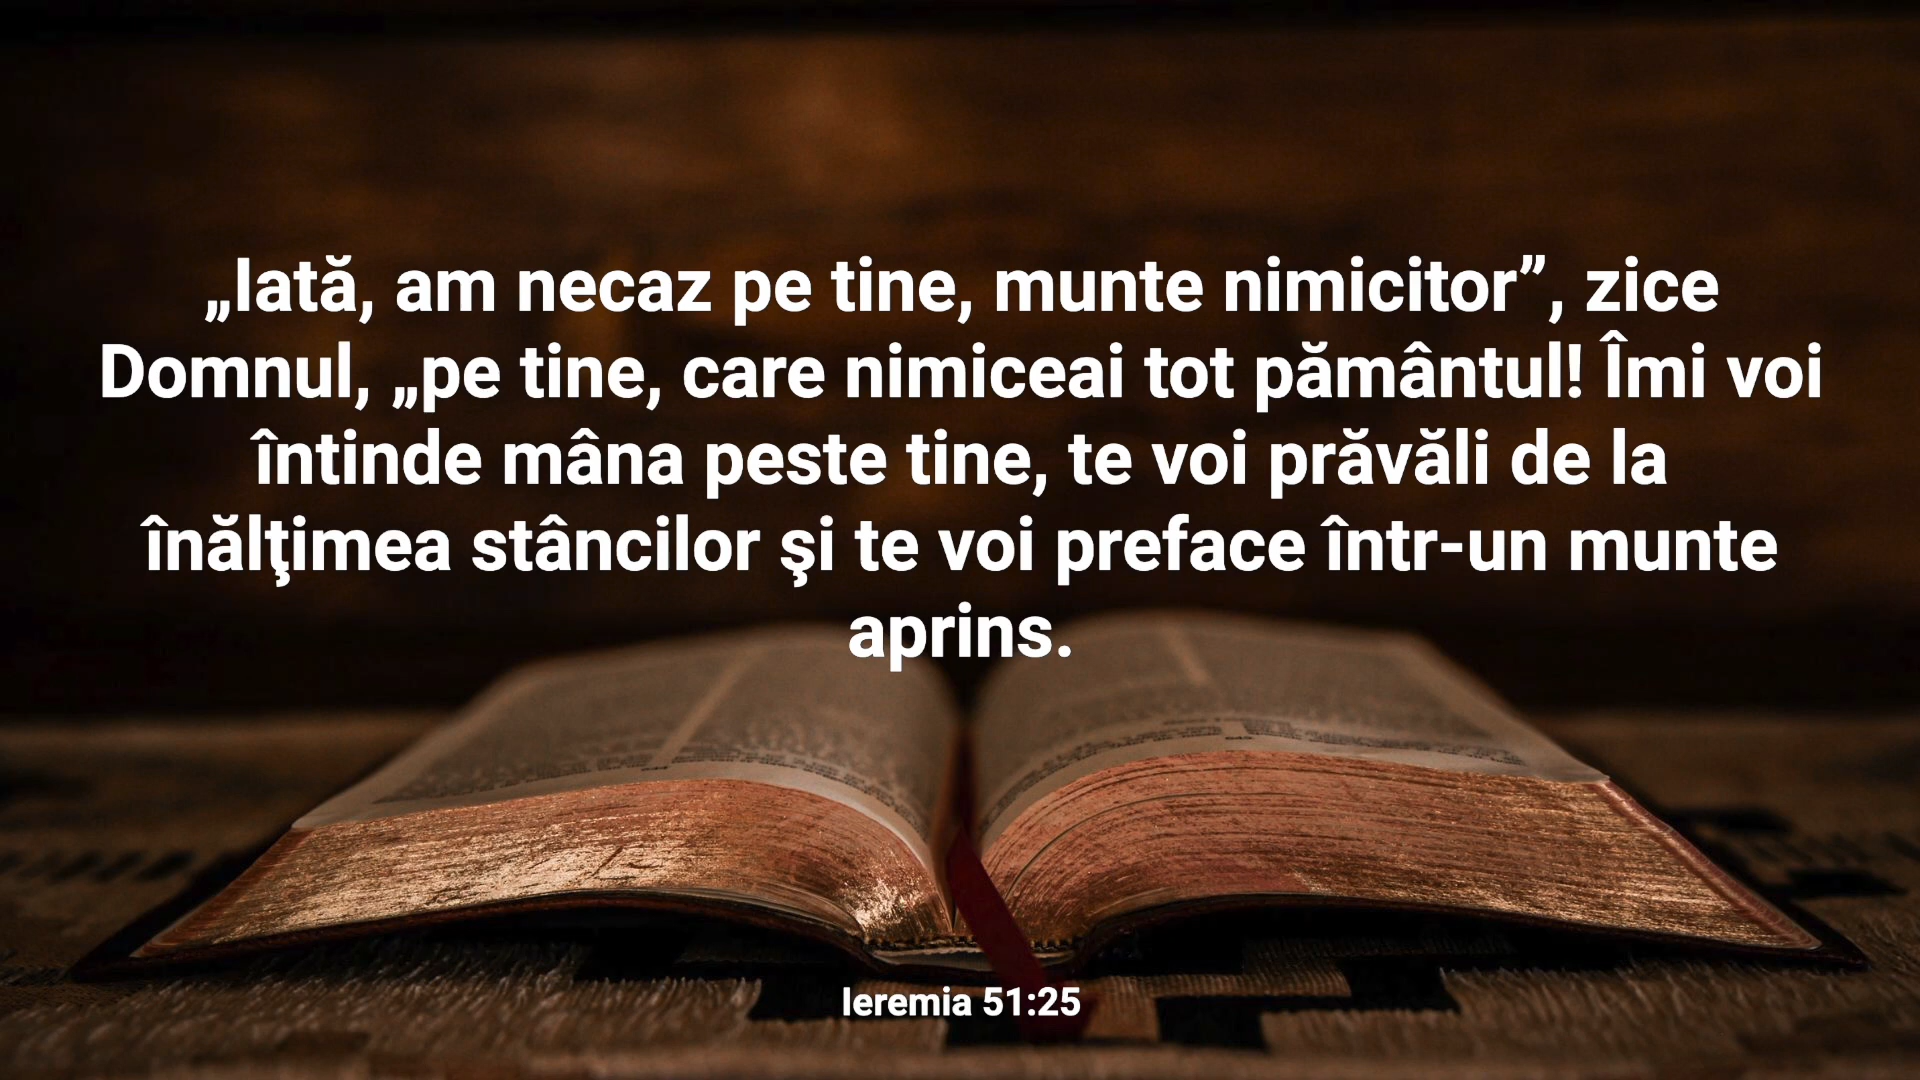 „Iată, am necaz pe tine, munte nimicitor”, zice
Domnul, „pe tine, care nimiceai tot pământul! Îmi voi
întinde mâna peste tine, te voi prăvăli de la
înălţimea stâncilor şi te voi preface într-un munte
aprins.
Ieremia 51:25